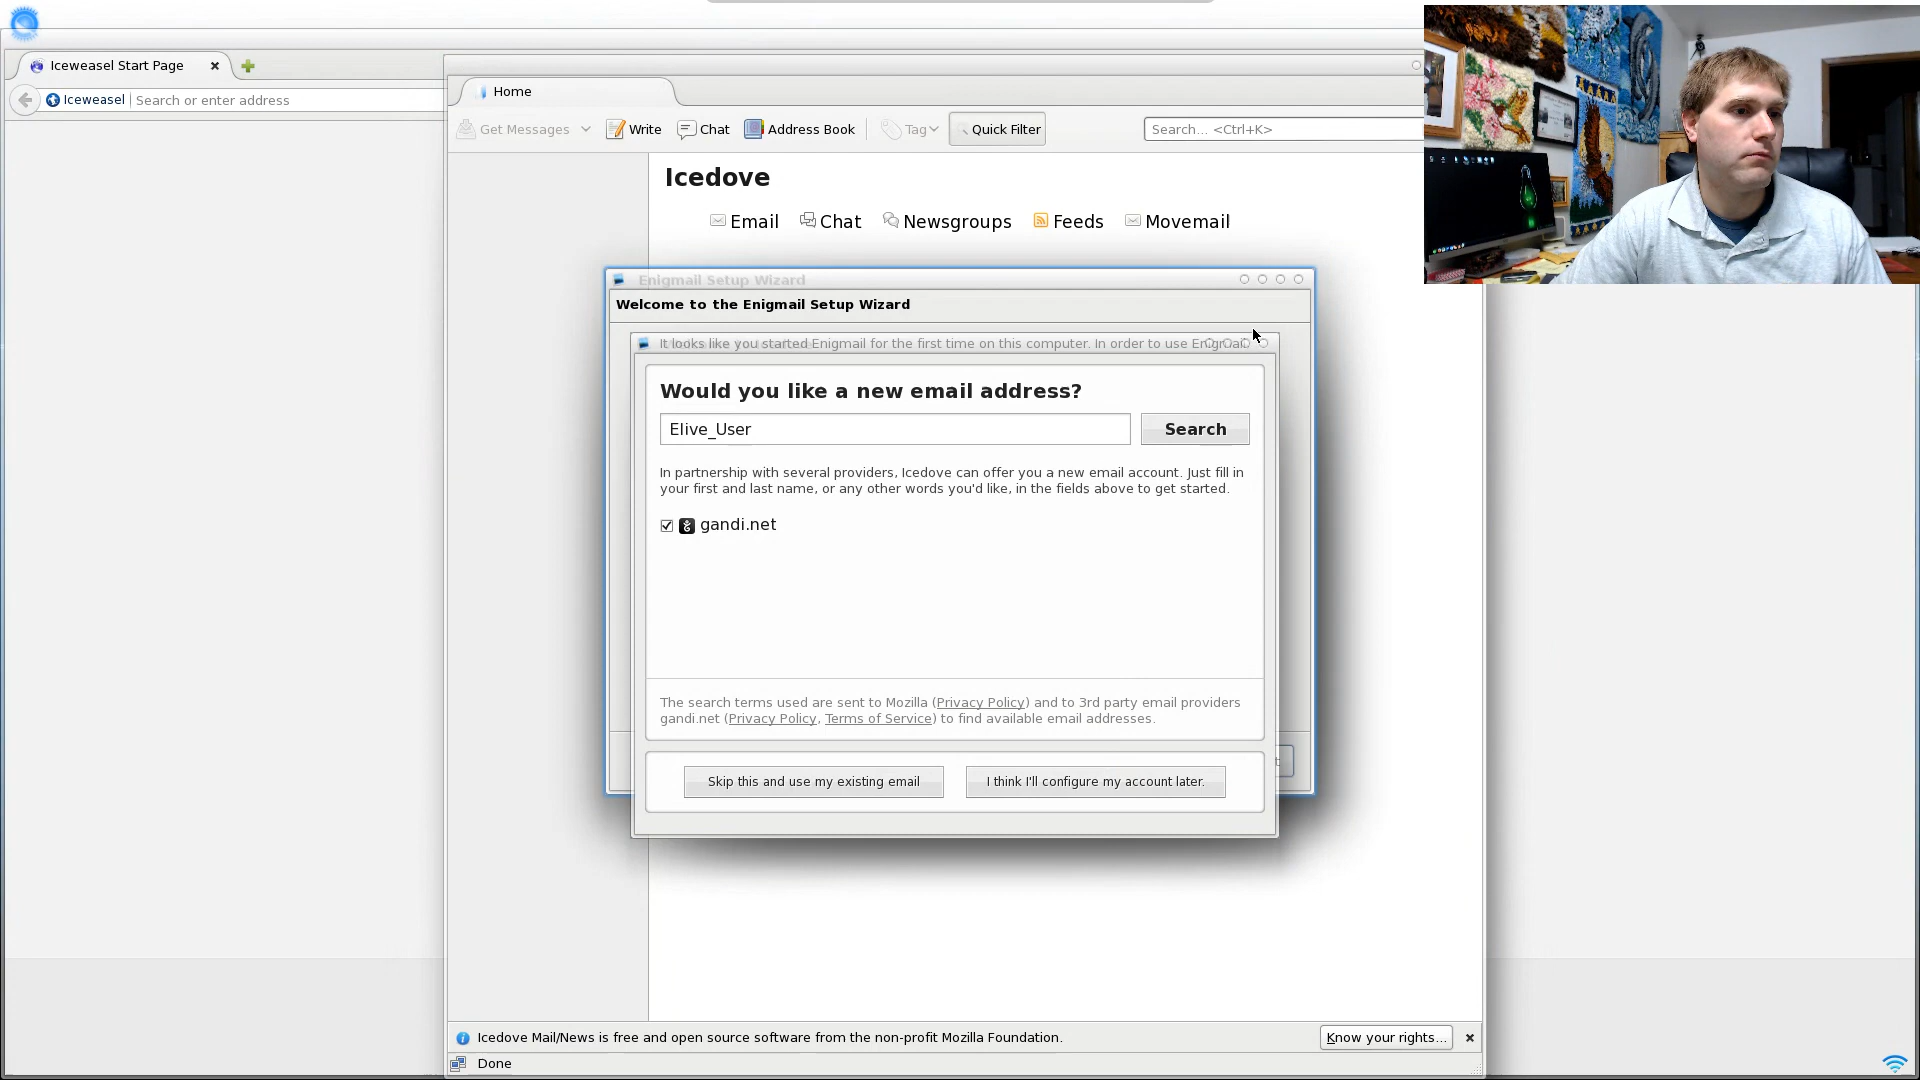 Iceweasel Start Page
Iceweasel
Search or enter address
Home
Get Messages
Write
Chat
Address Book
Tag
Quick Filter
Search... <Ctrl+K>
Icedove
Email
Chat
Newsgroups
Feeds
Movemail
Enigmail Setup Wizard
Welcome to the Enigmail Setup Wizard
It looks like you started Enigmail for the first time on this computer. In order to use Enigmail
Would you like a new email address?
Elive_User
Search
In partnership with several providers, Icedove can offer you a new email account. Just fill in
your first and last name, or any other words you'd like, in the fields above to get started.
gandi.net
The search terms used are sent to Mozilla (Privacy Policy) and to 3rd party email providers
gandi.net (Privacy Policy, Terms of Service) to find available email addresses.
Skip this and use my existing email
I think I'll configure my account later.
Icedove Mail/News is free and open source software from the non-profit Mozilla Foundation.
Know your rights...
Done